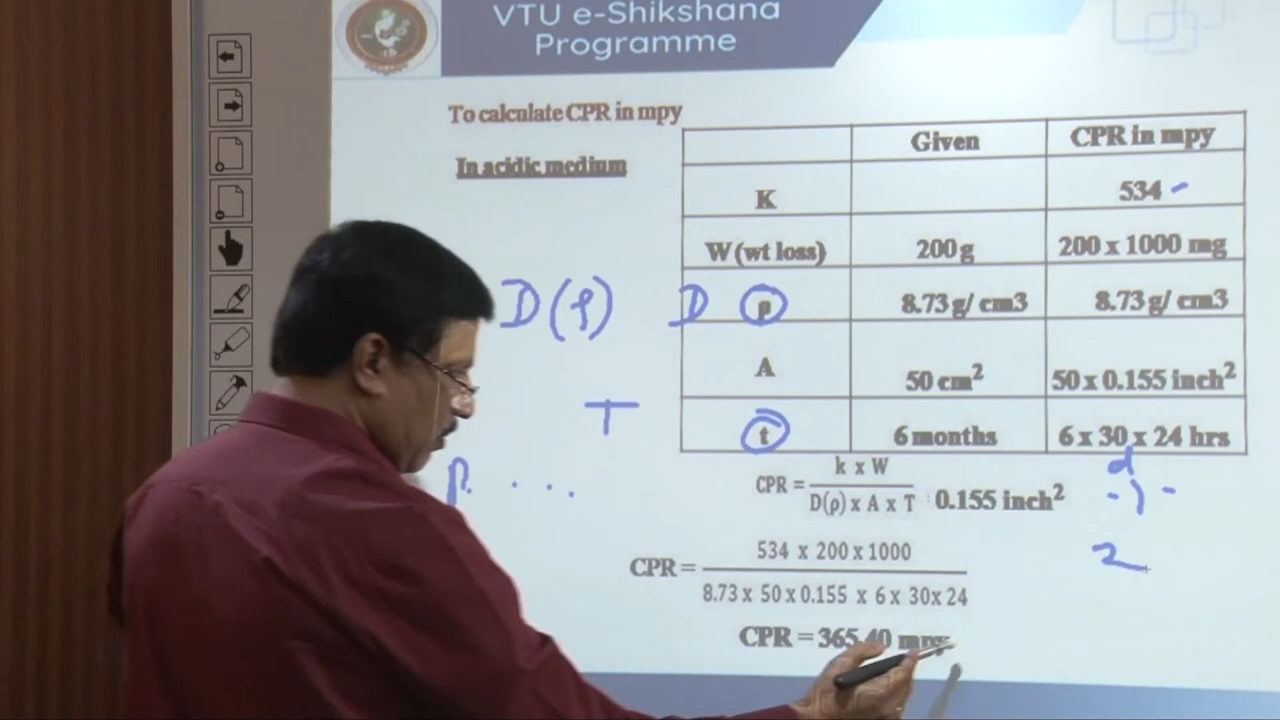 VTU e-Shikshana
Programme
To calculate CPR in mpy
In acidic medium
Given CPR in mpy
K 534
W (wt loss) 200 g 200 x 1000 mg
D(ρ) D ρ 8.73 g/ cm3 8.73 g/ cm3
A 50 cm² 50 x 0.155 inch²
T t 6 months 6 x 30 x 24 hrs
d
CPR = k x W / D(ρ) x A x T 0.155 inch²
2
CPR = 534 x 200 x 1000 / 8.73 x 50 x 0.155 x 6 x 30x 24
CPR = 365.40 mpy